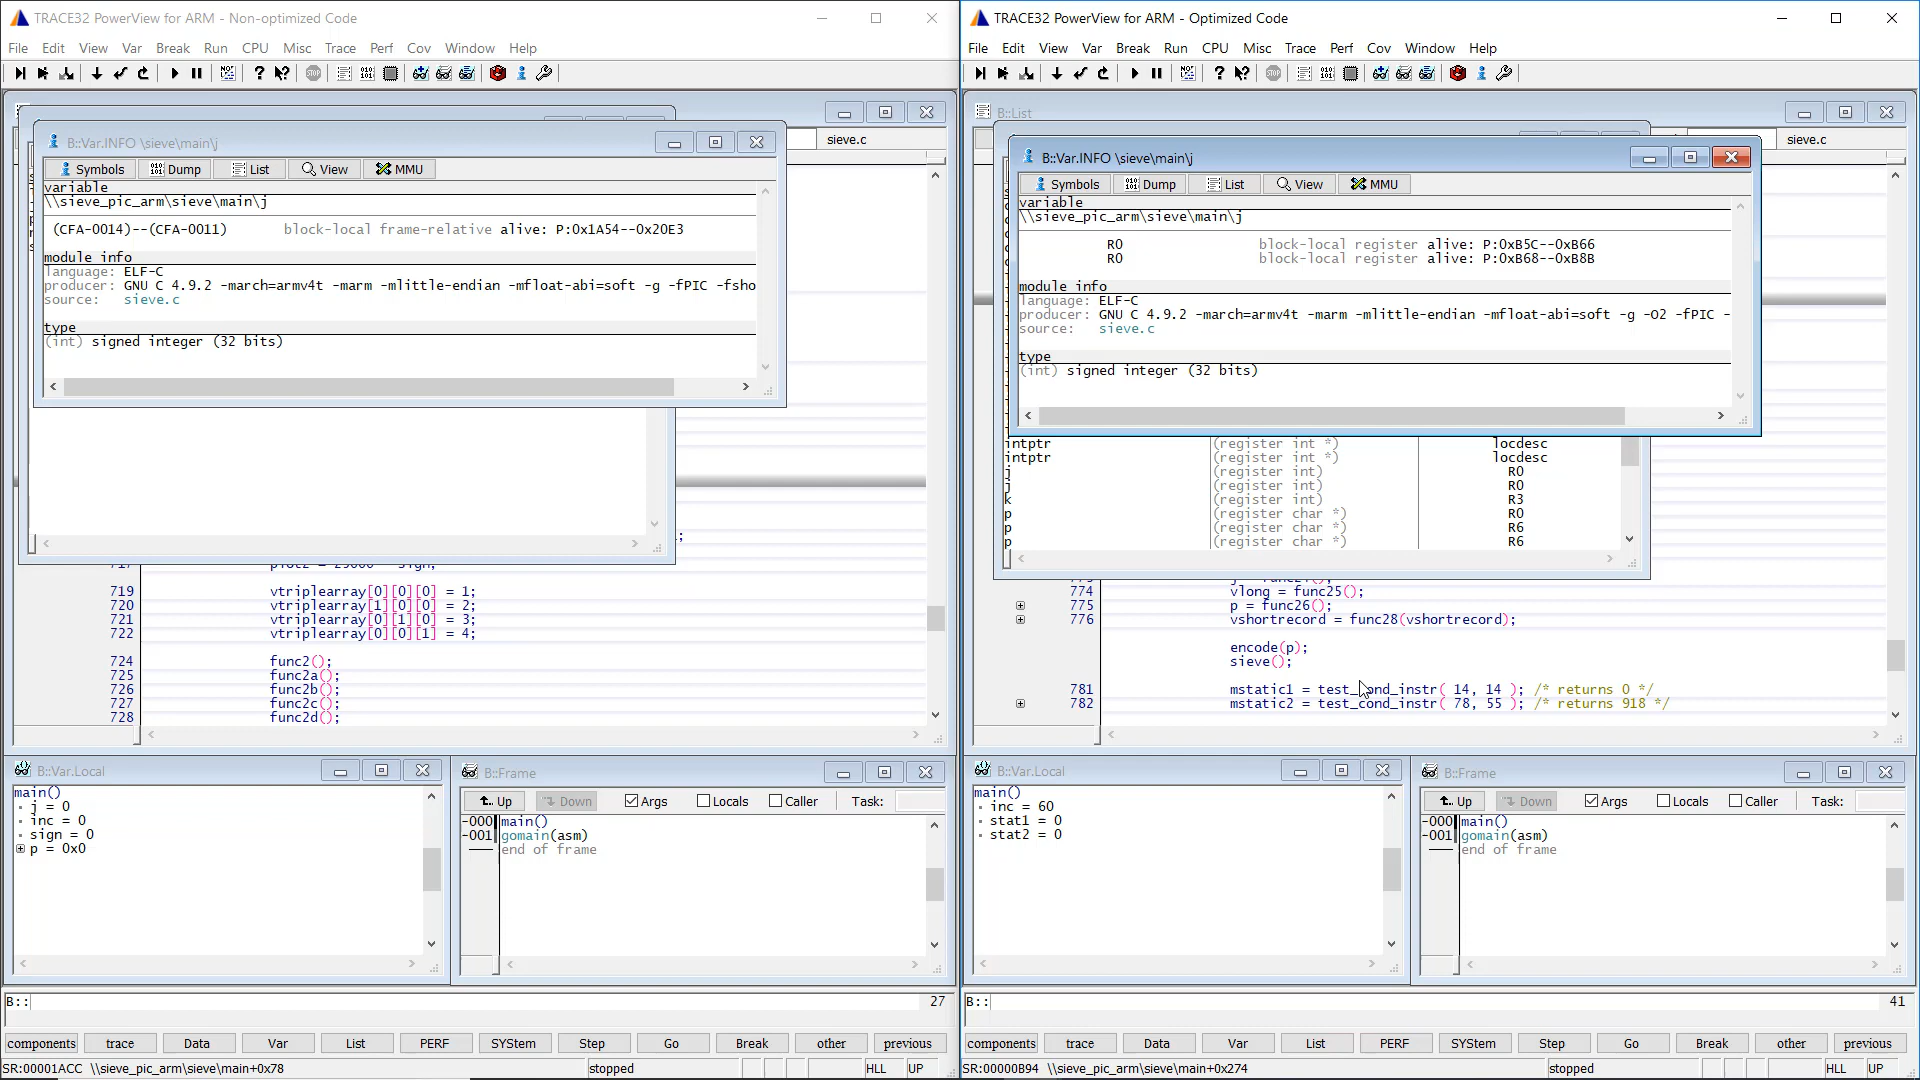 TRACE32 PowerView for ARM - Non-optimized Code
File Edit View Var Break Run CPU Misc Trace Perf Cov Window Help
B::Var.INFO \sieve\main\j
sieve.c
Symbols Dump List View MMU
variable
\\sieve_pic_arm\sieve\main\j
(CFA-0014)--(CFA-0011) block-local frame-relative alive: P:0x1A54--0x20E3
module info
language: ELF-C
producer: GNU C 4.9.2 -march=armv4t -marm -mlittle-endian -mfloat-abi=soft -g -fPIC -fsho
source: sieve.c
type
(int) signed integer (32 bits)
719 vtriplearray[0][0][0] = 1;
720 vtriplearray[1][0][0] = 2;
721 vtriplearray[0][1][0] = 3;
722 vtriplearray[0][0][1] = 4;
724 func2();
725 func2a();
726 func2b();
727 func2c();
728 func2d();
B::Var.Local
main()
j = 0
inc = 0
sign = 0
p = 0x0
B::Frame
Up Down Args Locals Caller Task:
-000 main()
-001 gomain(asm)
end of frame
B::
27
components trace Data Var List PERF SYStem Step Go Break other previous
SR:00001ACC \\sieve_pic_arm\sieve\main+0x78 stopped HLL UP
TRACE32 PowerView for ARM - Optimized Code
File Edit View Var Break Run CPU Misc Trace Perf Cov Window Help
B::List
sieve.c
B::Var.INFO \sieve\main\j
Symbols Dump List View MMU
variable
\\sieve_pic_arm\sieve\main\j
R0 block-local register alive: P:0xB5C--0xB66
R0 block-local register alive: P:0xB68--0xB8B
module info
language: ELF-C
producer: GNU C 4.9.2 -march=armv4t -marm -mlittle-endian -mfloat-abi=soft -g -O2 -fPIC -
source: sieve.c
type
(int) signed integer (32 bits)
intptr (register int *) locdesc
intptr (register int *) locdesc
j (register int) R0
j (register int) R0
k (register int) R3
p (register char *) R0
p (register char *) R6
p (register char *) R6
774 vlong = func25();
775 p = func26();
776 vshortrecord = func28(vshortrecord);
encode(p);
sieve();
781 mstatic1 = test_cond_instr( 14, 14 ); /* returns 0 */
782 mstatic2 = test_cond_instr( 78, 55 ); /* returns 918 */
B::Var.Local
main()
inc = 60
stat1 = 0
stat2 = 0
B::Frame
Up Down Args Locals Caller Task:
-000 main()
-001 gomain(asm)
end of frame
B::
41
components trace Data Var List PERF SYStem Step Go Break other previous
SR:00000B94 \\sieve_pic_arm\sieve\main+0x274 stopped HLL UP